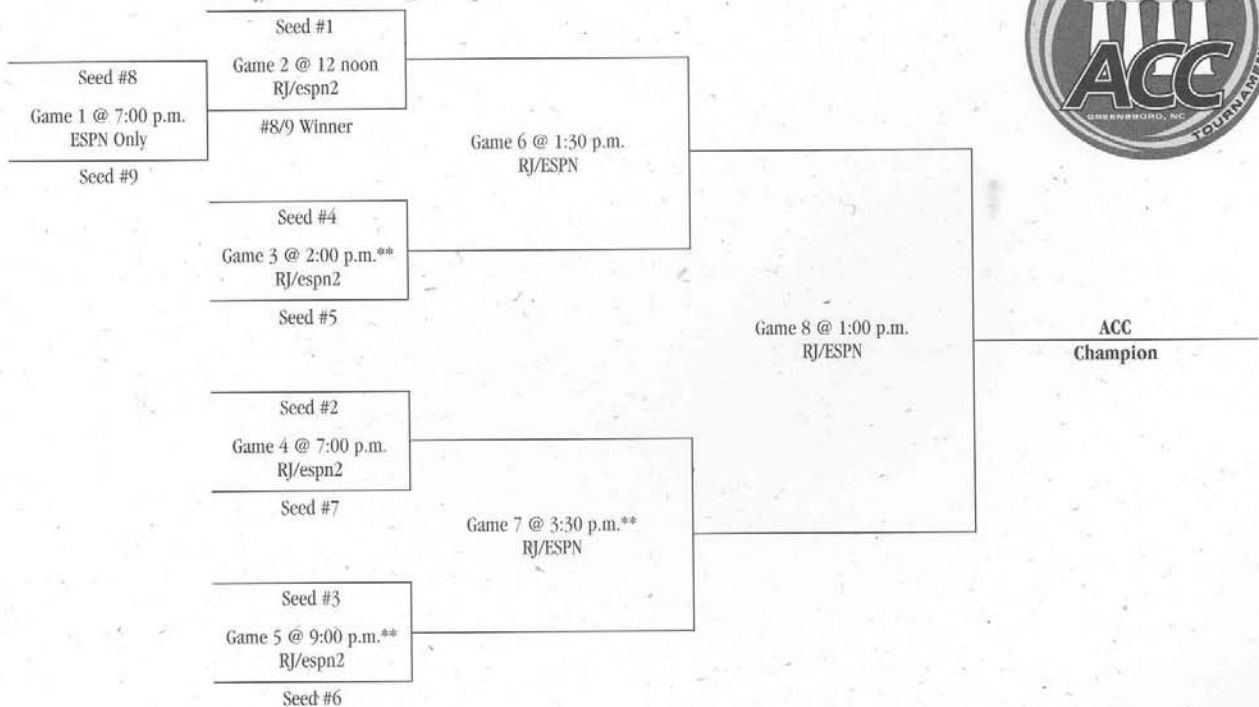 Seed #1
Game 2 @ 12 noon
RJ/espn2
#8/9 Winner
Seed #8
Game 1 @ 7:00 p.m.
ESPN Only
Seed #9
Game 6 @ 1:30 p.m.
RJ/ESPN
Seed #4
Game 3 @ 2:00 p.m.**
RJ/espn2
Seed #5
Game 8 @ 1:00 p.m.
RJ/ESPN
ACC
Champion
Seed #2
Game 4 @ 7:00 p.m.
RJ/espn2
Seed #7
Game 7 @ 3:30 p.m.**
RJ/ESPN
Seed #3
Game 5 @ 9:00 p.m.**
RJ/espn2
Seed #6
ACC
GREENSBORO, NC